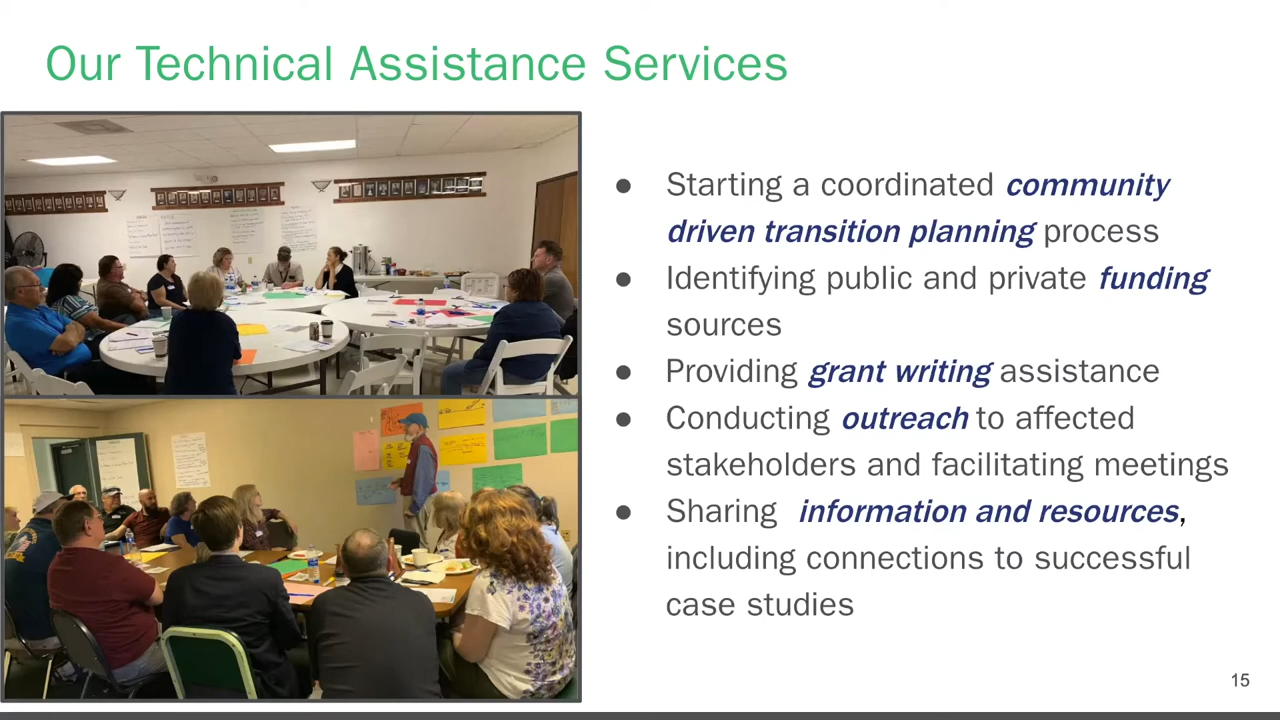 Our Technical Assistance Services
● Starting a coordinated community
driven transition planning process
● Identifying public and private funding
sources
● Providing grant writing assistance
● Conducting outreach to affected
stakeholders and facilitating meetings
● Sharing information and resources,
including connections to successful
case studies
15